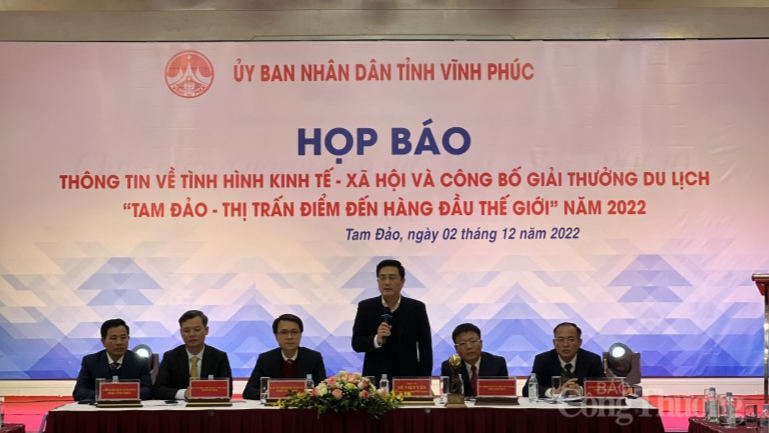 ỦY BAN NHÂN DÂN TỈNH VĨNH PHÚC
HỌP BÁO
THÔNG TIN VỀ TÌNH HÌNH KINH TẾ - XÃ HỘI VÀ CÔNG BỐ GIẢI THƯỞNG DU LỊCH
“TAM ĐẢO - THỊ TRẤN ĐIỂM ĐẾN HÀNG ĐẦU THẾ GIỚI” NĂM 2022
Tam Đảo, ngày 02 tháng 12 năm 2022
BÁO
Công Thương